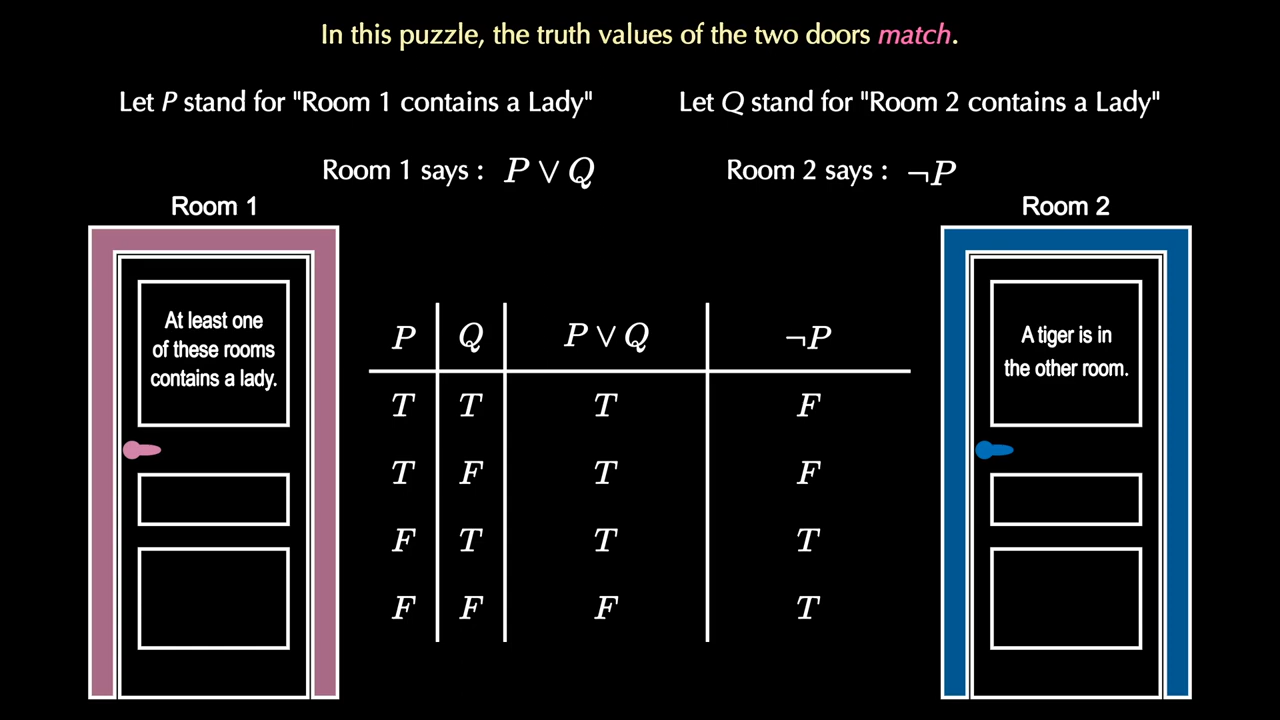 In this puzzle, the truth values of the two doors match.
Let P stand for "Room 1 contains a Lady"
Let Q stand for "Room 2 contains a Lady"
Room 1 says : P ∨ Q
Room 2 says : ¬P
Room 1
At least one
of these rooms
contains a lady.
P Q P ∨ Q ¬P
T T T F
T F T F
F T T T
F F F T
Room 2
A tiger is in
the other room.